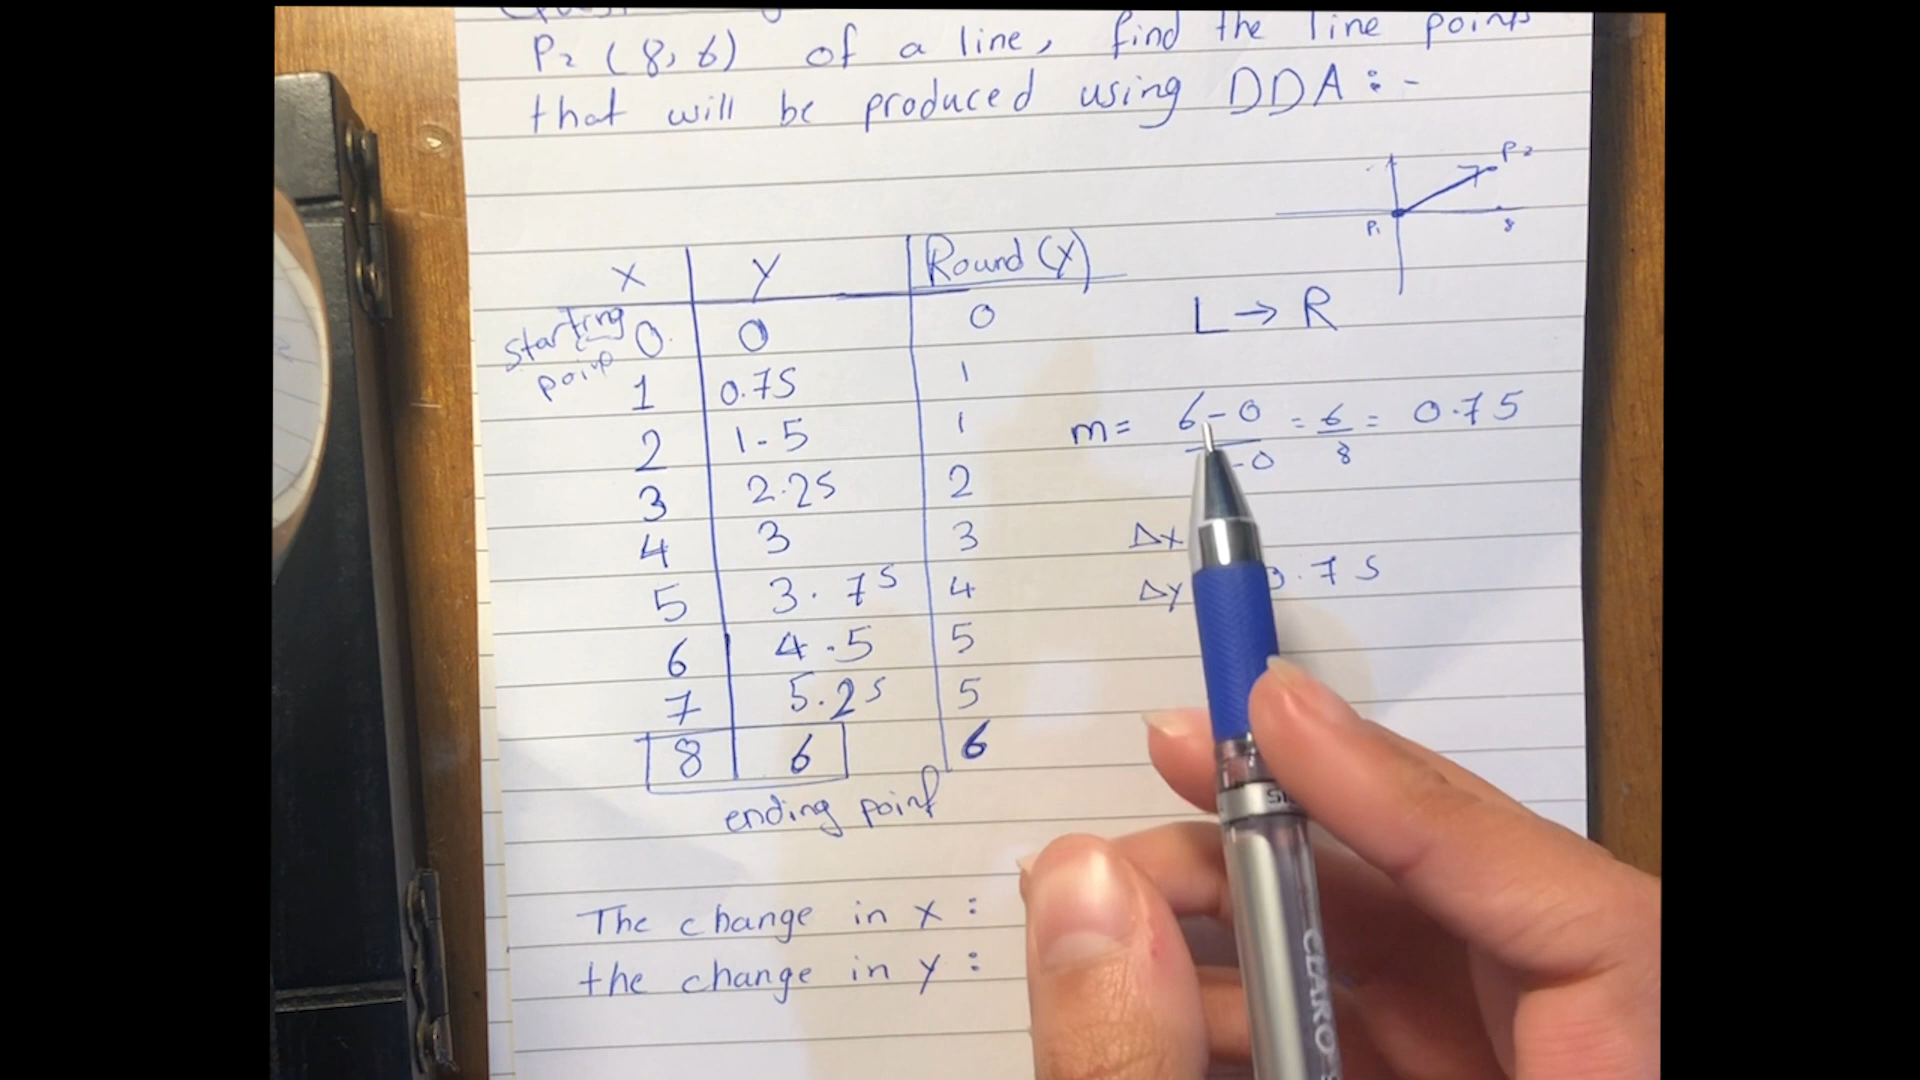 P2 (8,6) of a line, find the line points
that will be produced using DDA:-
P2
P1 8
X Y Round(Y)
starting point
0 0 0
1 0.75 1
2 1.5 1
3 2.25 2
4 3 3
5 3.75 4
6 4.5 5
7 5.25 5
8 6 6
ending point
L → R
m = 6-0 / -0 = 6/8 = 0.75
Δx
Δy .75
The change in x:
the change in y:
CLARO